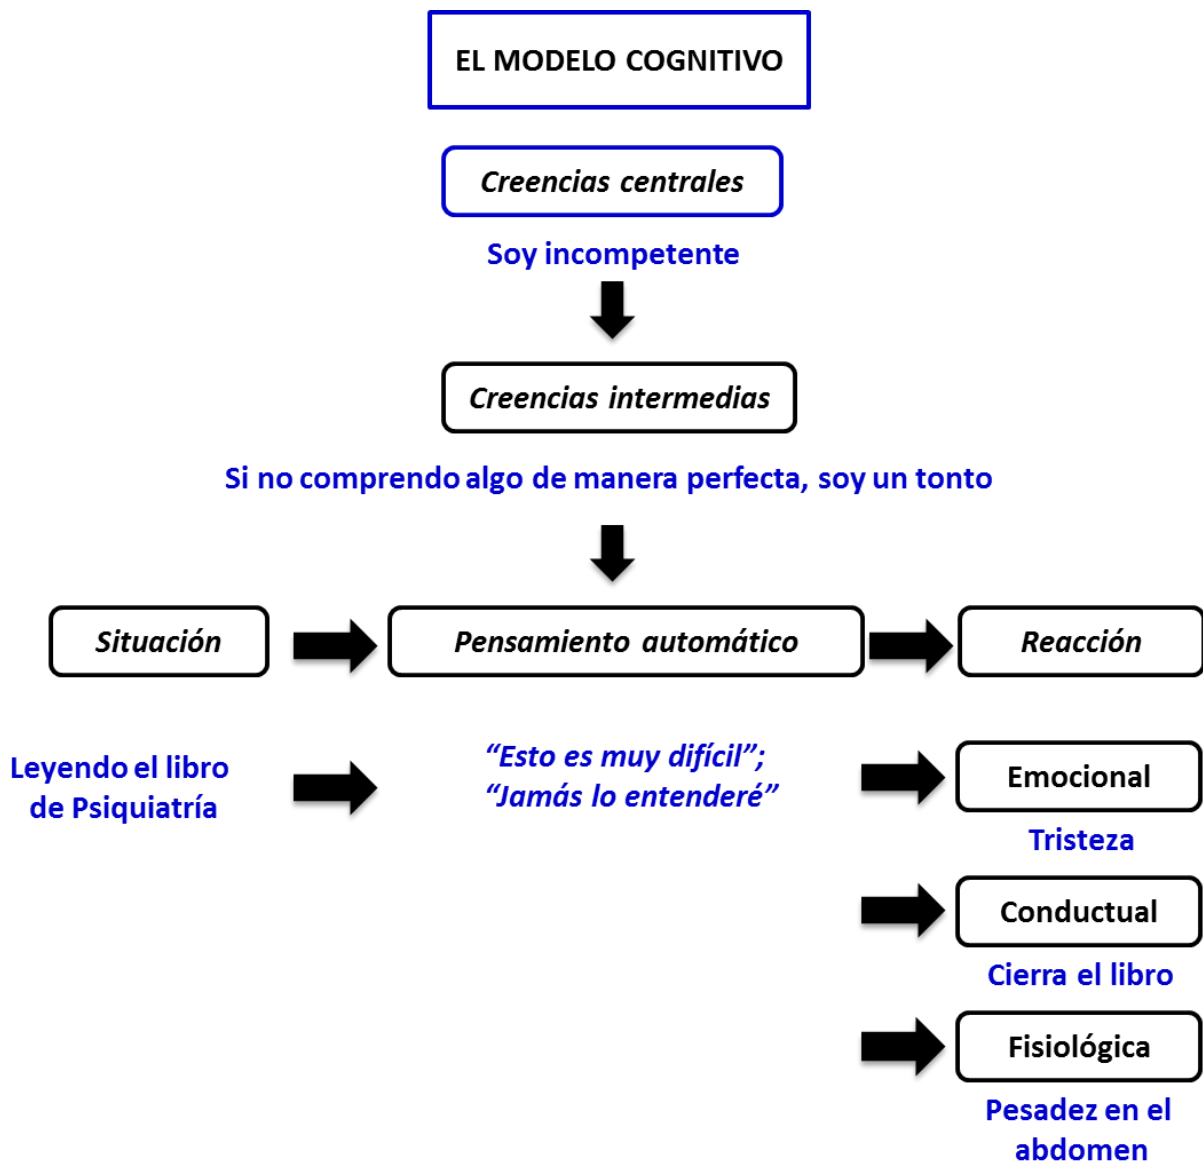 EL MODELO COGNITIVO
Creencias centrales
Soy incompetente
Creencias intermedias
Si no comprendo algo de manera perfecta, soy un tonto
Situación
Pensamiento automático
Reacción
Leyendo el libro
de Psiquiatría
“Esto es muy difícil”;
“Jamás lo entenderé”
Emocional
Tristeza
Conductual
Cierra el libro
Fisiológica
Pesadez en el
abdomen